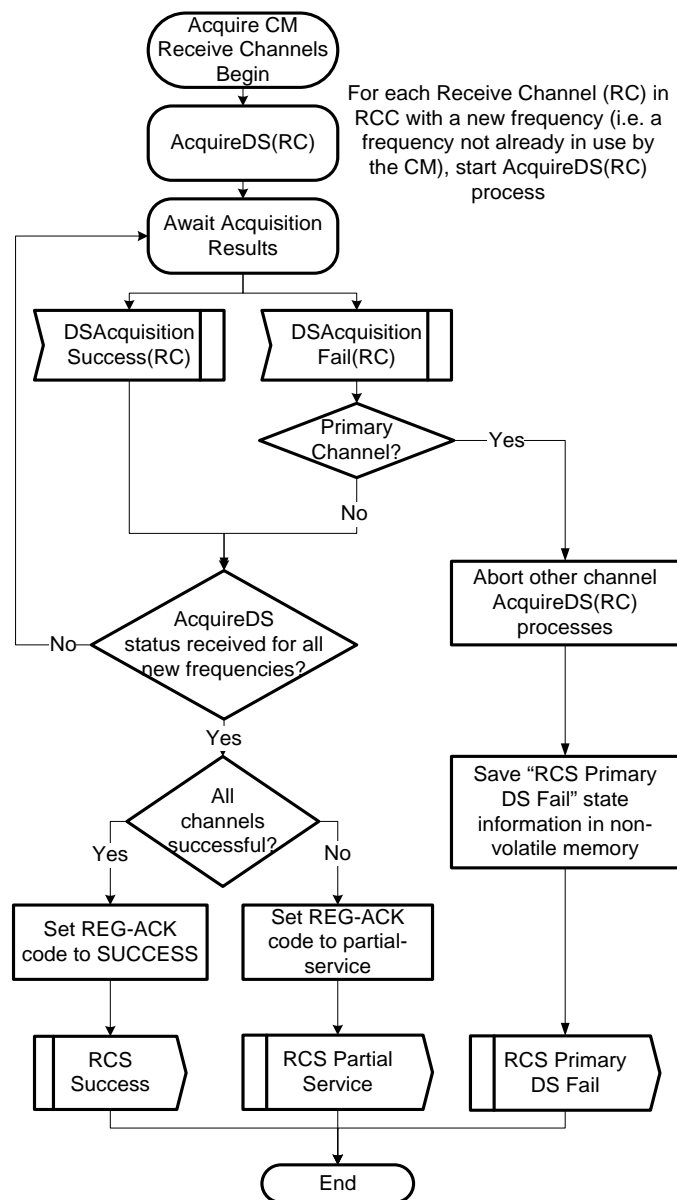 Acquire CM
Receive Channels
Begin
For each Receive Channel (RC) in
RCC with a new frequency (i.e. a
frequency not already in use by
the CM), start AcquireDS(RC)
process
AcquireDS(RC)
Await Acquisition
Results
DSAcquisition
Success(RC)
DSAcquisition
Fail(RC)
Primary
Channel?
Yes
No
Abort other channel
AcquireDS(RC)
processes
AcquireDS
status received for all
new frequencies?
No
Yes
Save “RCS Primary
DS Fail” state
information in non-
volatile memory
All
channels
successful?
Yes
No
Set REG-ACK
code to SUCCESS
Set REG-ACK
code to partial-
service
RCS
Success
RCS Partial
Service
RCS Primary
DS Fail
End